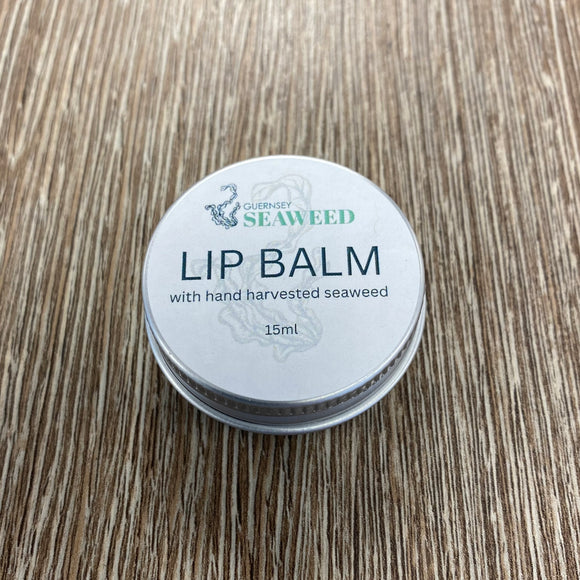 GUERNSEY
SEAWEED
LIP BALM
with hand harvested seaweed
15ml